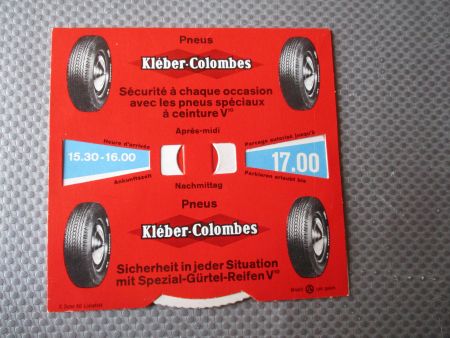 Pneus
Kléber-Colombes
Sécurité à chaque occasion
avec les pneus spéciaux
à ceinture V10
Après-midi
Heure d'arrivée
Parcage autorisé jusqu'à
15.30-16.00
17.00
Ankunftszeit
Parkieren erlaubt bis
Nachmittag
Pneus
Kléber-Colombes
Sicherheit in jeder Situation
mit Spezial-Gürtel-Reifen V10